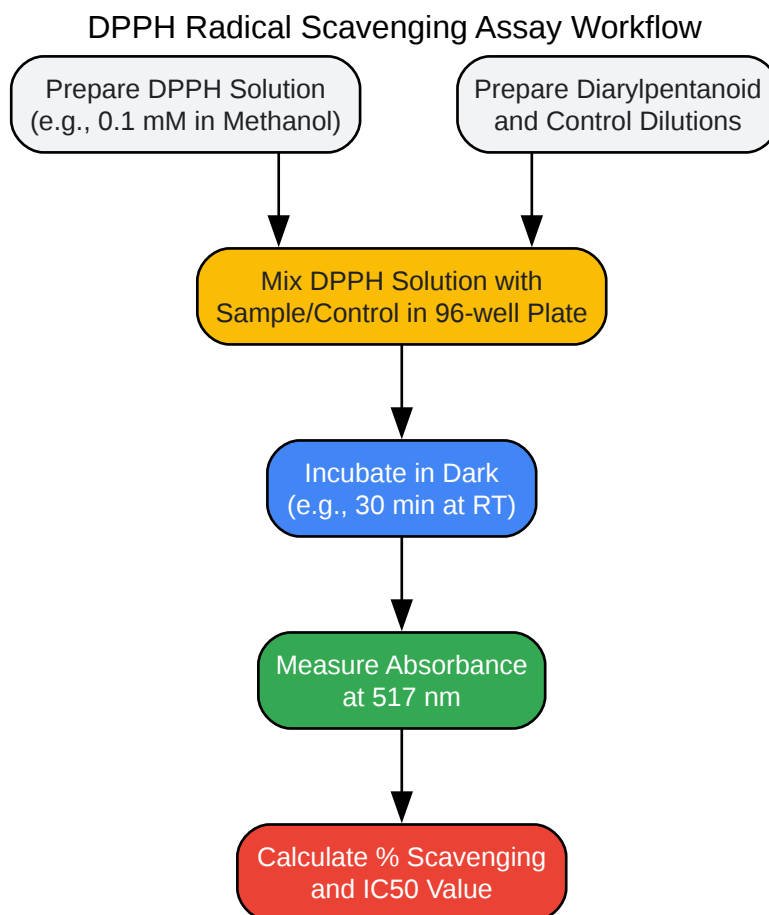 DPPH Radical Scavenging Assay Workflow
Prepare DPPH Solution
(e.g., 0.1 mM in Methanol)
Prepare Diarylpentanoid
and Control Dilutions
Mix DPPH Solution with
Sample/Control in 96-well Plate
Incubate in Dark
(e.g., 30 min at RT)
Measure Absorbance
at 517 nm
Calculate % Scavenging
and IC50 Value